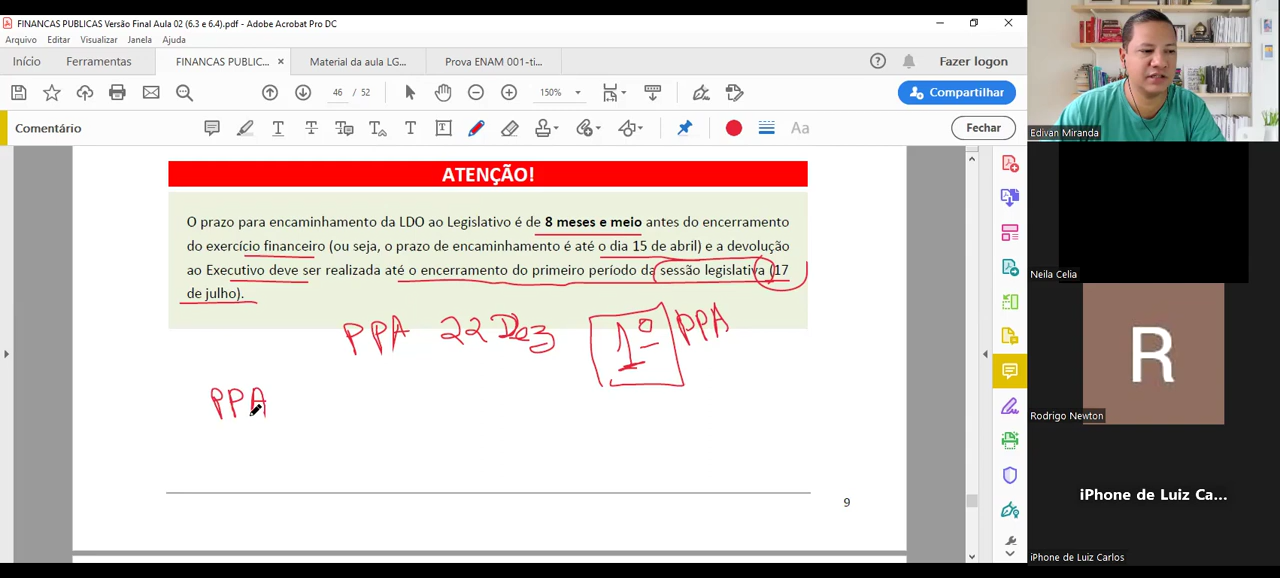 FINANCAS PUBLICAS Versão Final Aula 02 (6.3 e 6.4).pdf - Adobe Acrobat Pro DC
Arquivo Editar Visualizar Janela Ajuda
Início Ferramentas FINANCAS PUBLIC... × Material da aula LG... Prova ENAM 001-ti... Fazer logon
46 / 52 150% Compartilhar
Comentário Aa Fechar
ATENÇÃO!
O prazo para encaminhamento da LDO ao Legislativo é de 8 meses e meio antes do encerramento
do exercício financeiro (ou seja, o prazo de encaminhamento é até o dia 15 de abril) e a devolução
ao Executivo deve ser realizada até o encerramento do primeiro período da sessão legislativa (17
de julho).
PPA 22 Dez 1º PPA
PPA
9
Edivan Miranda
Neila Celia
R
Rodrigo Newton
iPhone de Luiz Ca...
iPhone de Luiz Carlos